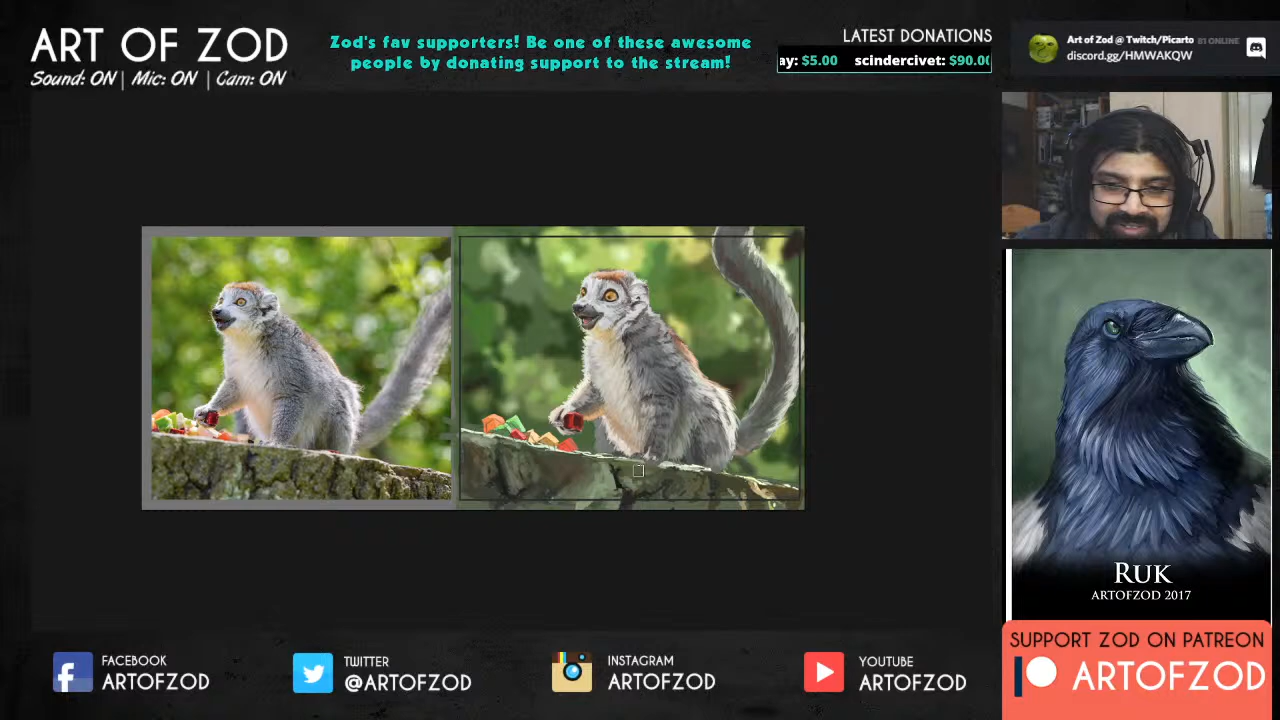 ART OF ZOD
Sound: ON | Mic: ON | Cam: ON
Zod's fav supporters! Be one of these awesome
people by donating support to the stream!
LATEST DONATIONS
ay: $5.00 scindercivet: $90.00
Art of Zod @ Twitch/Picarto 81 ONLINE
discord.gg/HMWAKQW
RUK
ARTOFZOD 2017
SUPPORT ZOD ON PATREON
ARTOFZOD
FACEBOOK
ARTOFZOD
TWITTER
@ARTOFZOD
INSTAGRAM
ARTOFZOD
YOUTUBE
ARTOFZOD